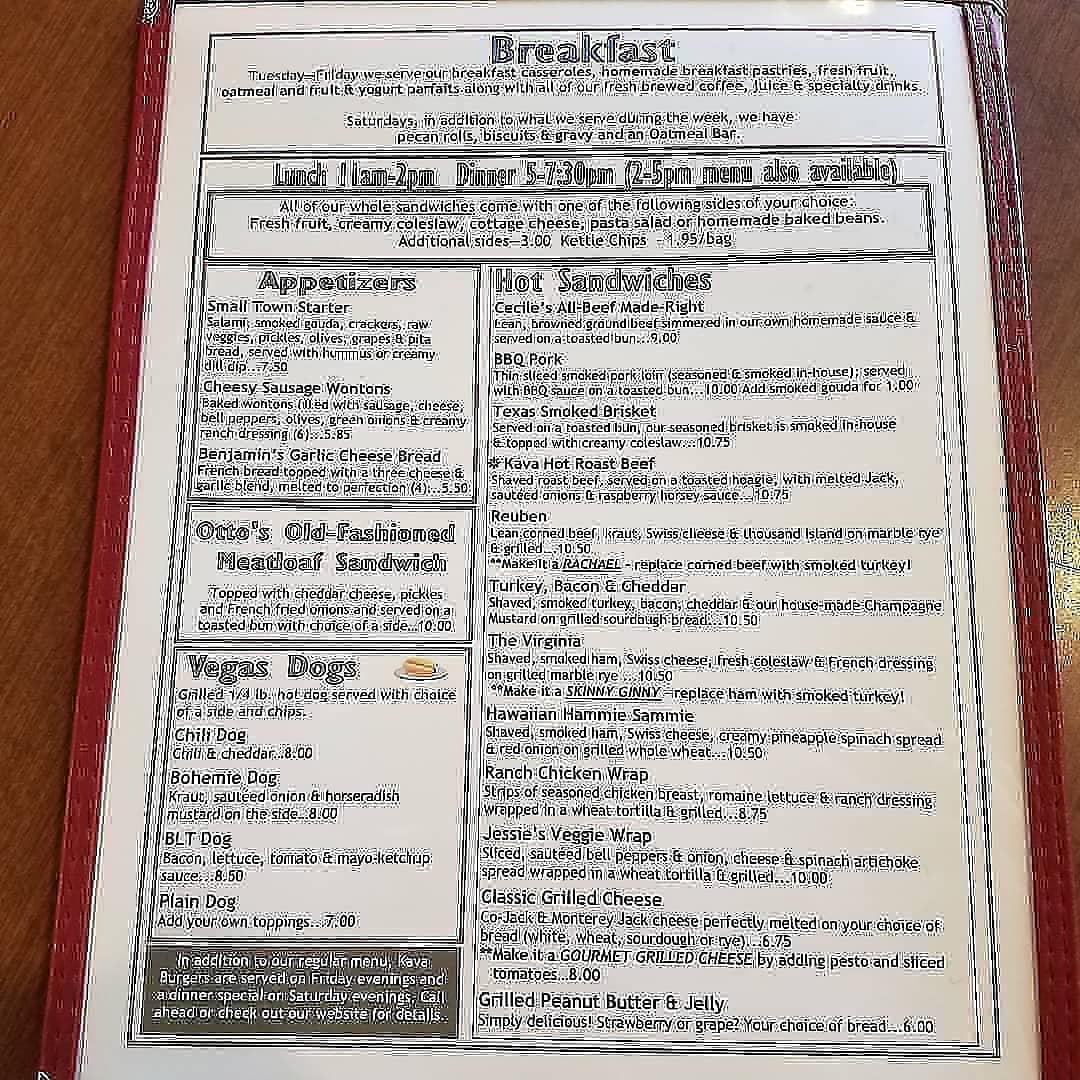 Breakfast
Tuesday-Friday we serve our breakfast casseroles, homemade breakfast pastries, fresh fruit,
oatmeal and fruit & yogurt parfaits along with all of our fresh brewed coffee, juice & specialty drinks.
Saturdays, in addition to what we serve during the week, we have
pecan rolls, biscuits & gravy and an Oatmeal Bar.
Lunch 11am-2pm Dinner 5-7:30pm (2-5pm menu also available)
All of our whole sandwiches come with one of the following sides of your choice:
Fresh fruit, creamy coleslaw, cottage cheese, pasta salad or homemade baked beans.
Additional sides—3.00 Kettle Chips -1.95/bag
Appetizers
Small Town Starter
Salami, smoked gouda, crackers, raw
veggies, pickles, olives, grapes & pita
bread, served with hummus or creamy
dill dip...7.50
Cheesy Sausage Wontons
Baked wontons filled with sausage, cheese,
bell peppers, olives, green onions & creamy
ranch dressing (6)...5.85
Benjamin's Garlic Cheese Bread
French bread topped with a three cheese &
garlic blend, melted to perfection (4)...5.50
Otto's Old-Fashioned
Meatloaf Sandwich
Topped with cheddar cheese, pickles
and French fried onions and served on a
toasted bun with choice of a side...10.00
Vegas Dogs
Grilled 1/4 lb. hot dog served with choice
of a side and chips.
Chili Dog
Chili & cheddar...8.00
Bohemie Dog
Kraut, sautéed onion & horseradish
mustard on the side...8.00
BLT Dog
Bacon, lettuce, tomato & mayo-ketchup
sauce...8.50
Plain Dog
Add your own toppings...7.00
In addition to our regular menu, Kava
Burgers are served on Friday evenings and
a dinner special on Saturday evenings. Call
ahead or check out our website for details.
Hot Sandwiches
Cecile's All-Beef Made-Right
Lean, browned ground beef simmered in our own homemade sauce &
served on a toasted bun...9.00
BBQ Pork
Thin sliced smoked pork loin (seasoned & smoked in-house); served
with BBQ sauce on a toasted bun...10.00 Add smoked gouda for 1.00
Texas Smoked Brisket
Served on a toasted bun, our seasoned brisket is smoked in-house
& topped with creamy coleslaw...10.75
*Kava Hot Roast Beef
Shaved roast beef, served on a toasted hoagie, with melted Jack,
sautéed onions & raspberry horsey sauce...10.75
Reuben
Lean corned beef, kraut, Swiss cheese & thousand island on marble rye
& grilled...10.50
**Make it a RACHAEL - replace corned beef with smoked turkey!
Turkey, Bacon & Cheddar
Shaved, smoked turkey, bacon, cheddar & our house-made Champagne
Mustard on grilled sourdough bread...10.50
The Virginia
Shaved, smoked ham, Swiss cheese, fresh coleslaw & French dressing
on grilled marble rye ...10.50
**Make it a SKINNY GINNY —replace ham with smoked turkey!
Hawaiian Hammie Sammie
Shaved, smoked ham, Swiss cheese, creamy pineapple spinach spread
& red onion on grilled whole wheat...10.50
Ranch Chicken Wrap
Strips of seasoned chicken breast, romaine lettuce & ranch dressing
wrapped in a wheat tortilla & grilled...8.75
Jessie's Veggie Wrap
Sliced, sautéed bell peppers & onion, cheese & spinach artichoke
spread wrapped in a wheat tortilla & grilled...10.00
Classic Grilled Cheese
Co-Jack & Monterey Jack cheese perfectly melted on your choice of
bread (white, wheat, sourdough or rye)...6.75
**Make it a GOURMET GRILLED CHEESE by adding pesto and sliced
tomatoes...8.00
Grilled Peanut Butter & Jelly
Simply delicious! Strawberry or grape? Your choice of bread...6.00